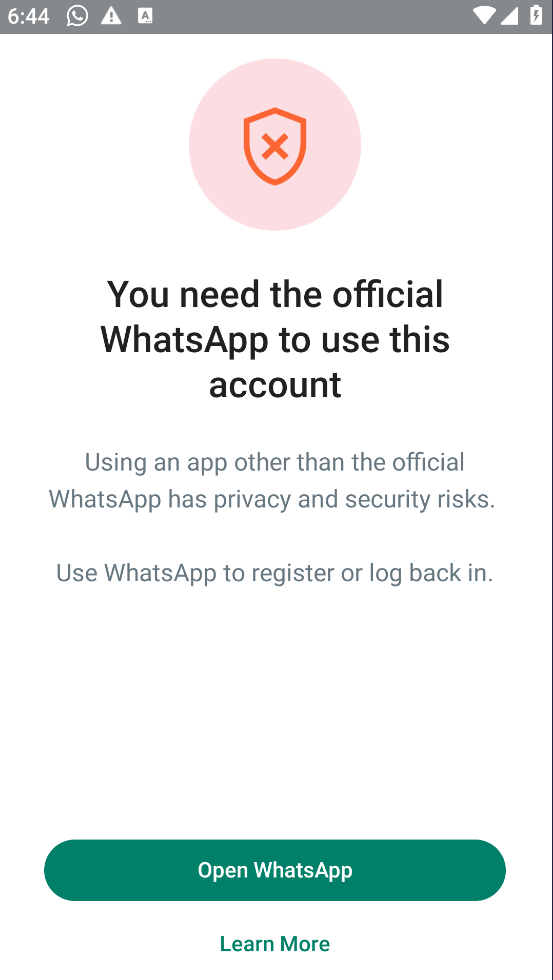 6:44
You need the official
WhatsApp to use this
account
Using an app other than the official
WhatsApp has privacy and security risks.
Use WhatsApp to register or log back in.
Open WhatsApp
Learn More